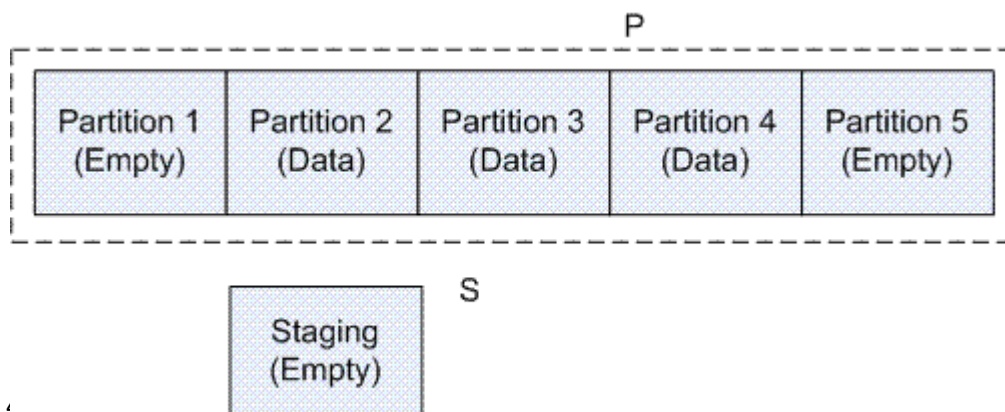 P
Partition 1 Partition 2 Partition 3 Partition 4 Partition 5
(Empty) (Data) (Data) (Data) (Empty)
S
Staging
(Empty)